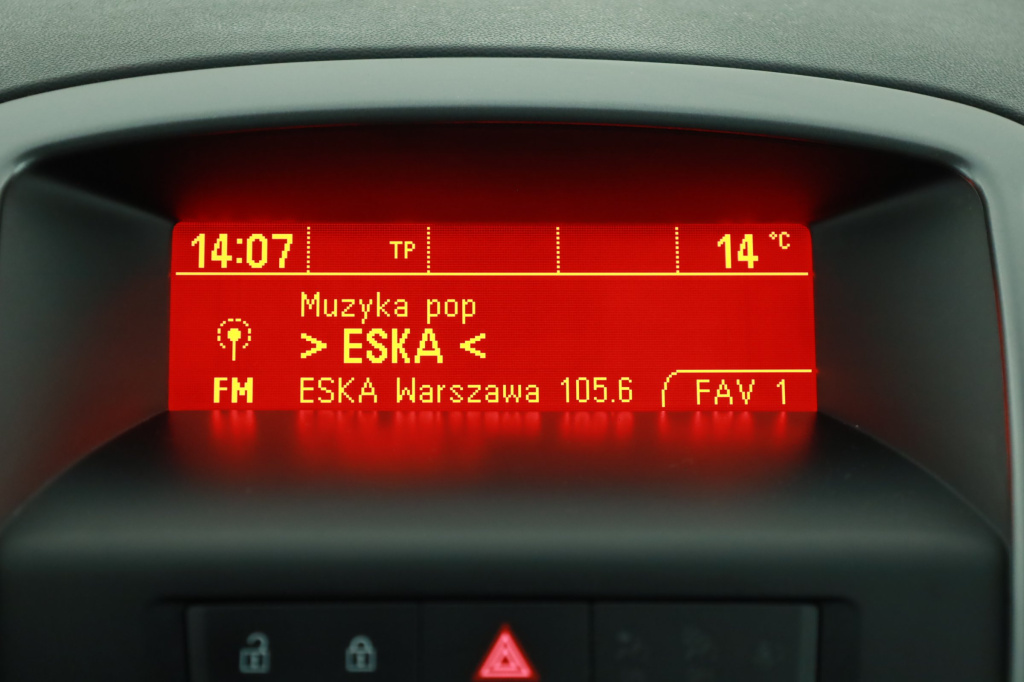 14:07 TP 14 °C
Muzyka pop
> ESKA <
FM ESKA Warszawa 105.6 FAV 1